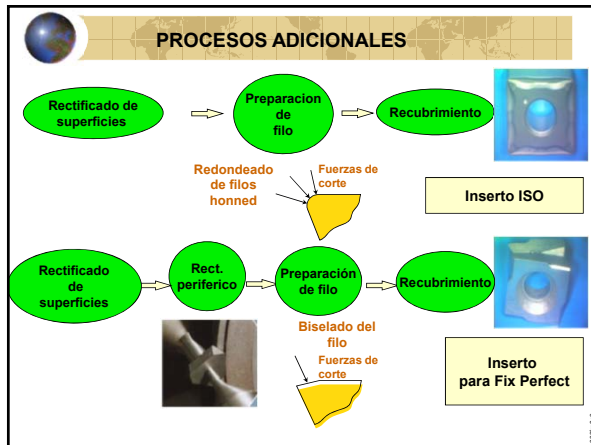 PROCESOS ADICIONALES
Rectificado de
superficies
Preparacion
de
filo
Recubrimiento
Redondeado
de filos
honned
Fuerzas de
corte
Inserto ISO
Rectificado
de
superficies
Rect.
periferico
Preparación
de filo
Recubrimiento
Biselado del
filo
Fuerzas de
corte
Inserto
para Fix Perfect